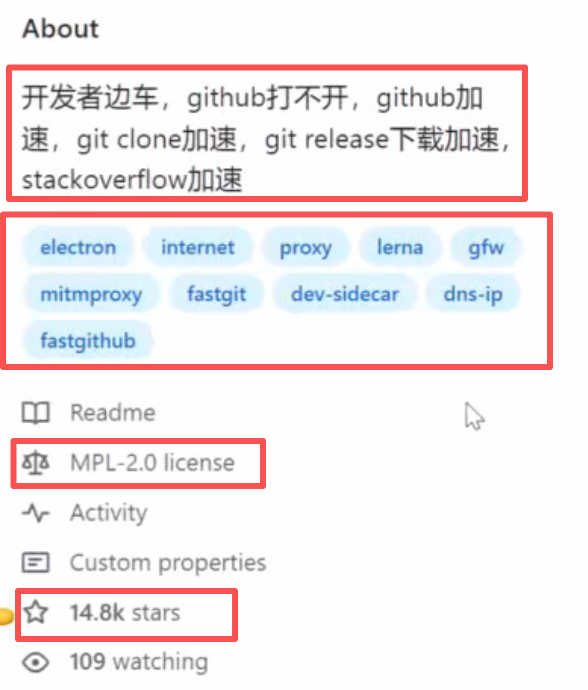 About
开发者边车，github打不开，github加
速，git clone加速，git release下载加速，
stackoverflow加速
electron internet proxy lerna gfw
mitmproxy fastgit dev-sidecar dns-ip
fastgithub
Readme
MPL-2.0 license
Activity
Custom properties
14.8k stars
109 watching